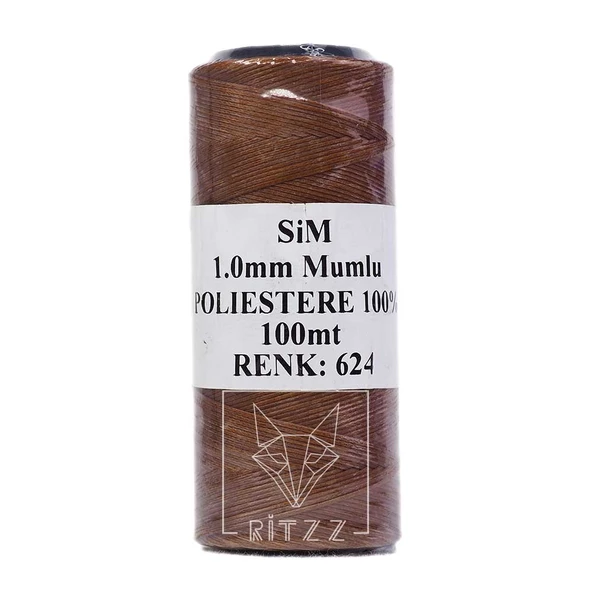 SiM
1.0mm Mumlu
POLIESTERE 100%
100mt
RENK: 624
RİTZZ